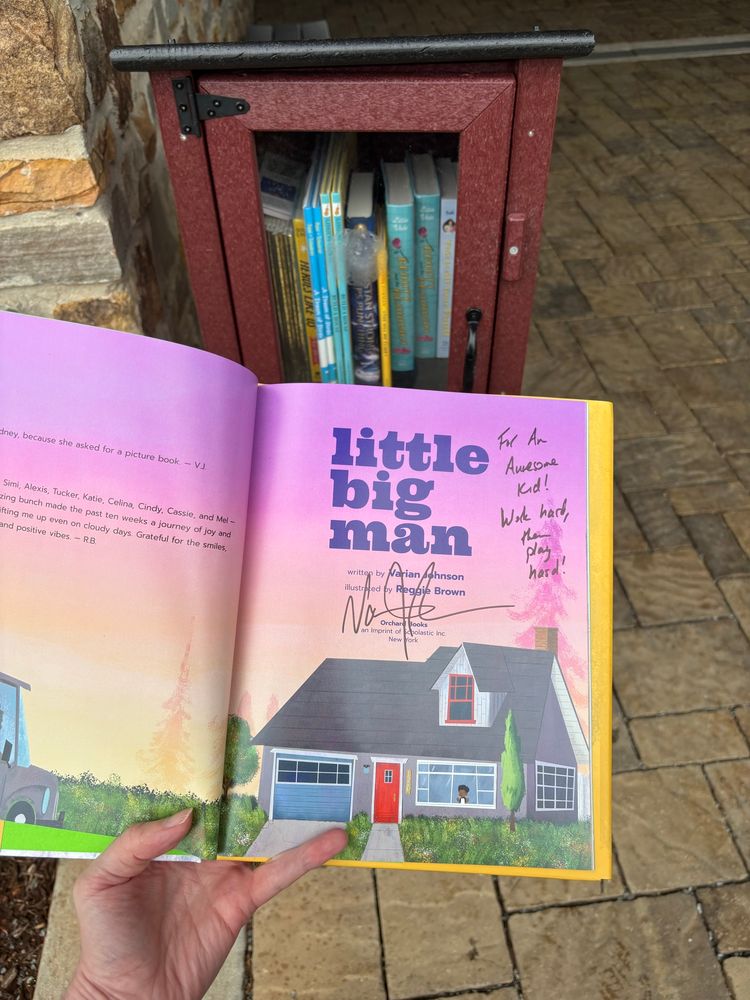 dney, because she asked for a picture book. — V.J.
Simi, Alexis, Tucker, Katie, Celina, Cindy, Cassie, and Mel —
zing bunch made the past ten weeks a journey of joy and
ifting me up even on cloudy days. Grateful for the smiles,
and positive vibes. — R.B.
little
big
man
written by Varian Johnson
illustrated by Reggie Brown
Orchard Books
an Imprint of Scholastic Inc.
New York
For An
Awesome
Kid!
Work hard,
then
play
hard!